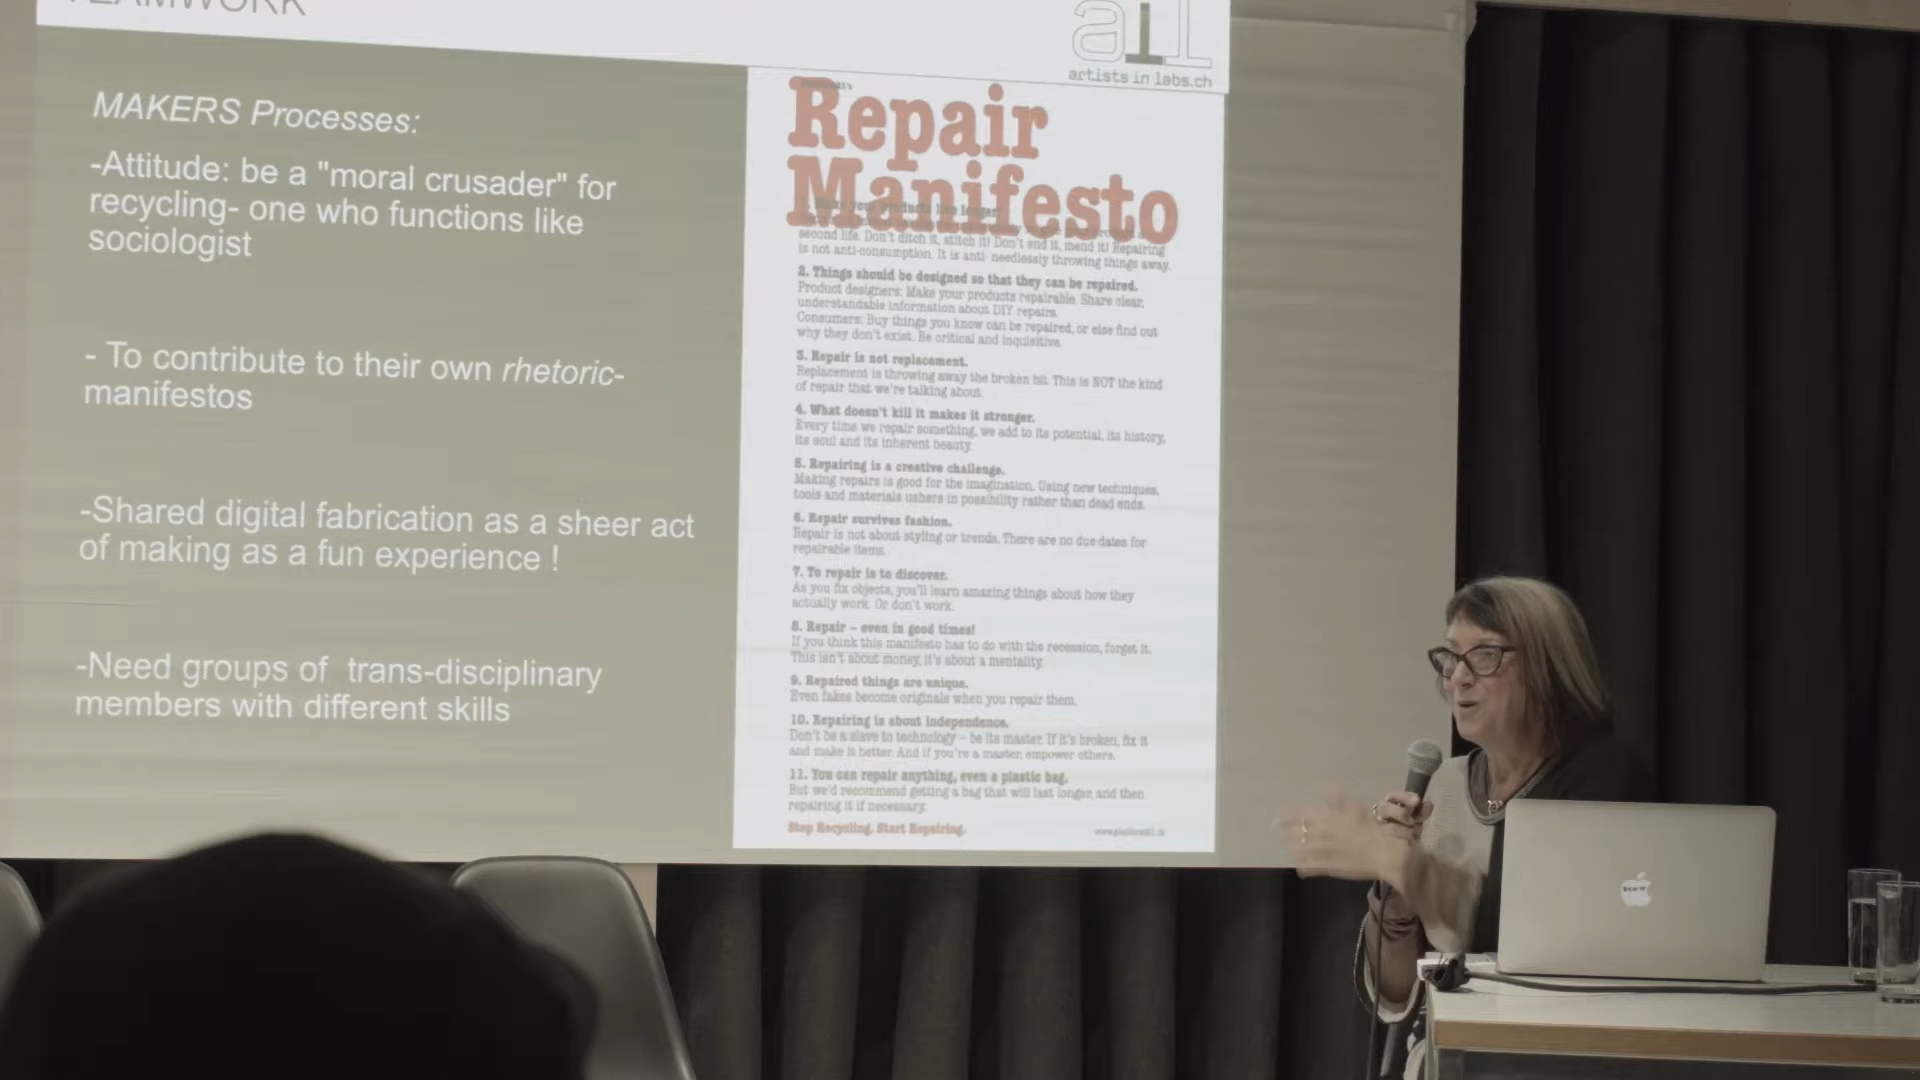 TEAMWORK
ail
artists in labs.ch
MAKERS Processes:
-Attitude: be a "moral crusader" for
recycling- one who functions like
sociologist
- To contribute to their own rhetoric-
manifestos
-Shared digital fabrication as a sheer act
of making as a fun experience !
-Need groups of trans-disciplinary
members with different skills
Repair
Manifesto
1. Make your products live longer!
second life. Don't ditch it, stitch it! Don't end it, mend it! Repairing
is not anti-consumption. It is anti- needlessly throwing things away.
2. Things should be designed so that they can be repaired.
Product designers: Make your products repairable. Share clear,
understandable information about DIY repairs.
Consumers: Buy things you know can be repaired, or else find out
why they don't exist. Be critical and inquisitive.
3. Repair is not replacement.
Replacement is throwing away the broken bit. This is NOT the kind
of repair that we're talking about.
4. What doesn't kill it makes it stronger.
Every time we repair something, we add to its potential, its history,
its soul and its inherent beauty.
5. Repairing is a creative challenge.
Making repairs is good for the imagination. Using new techniques,
tools and materials ushers in possibility rather than dead ends.
6. Repair survives fashion.
Repair is not about styling or trends. There are no due-dates for
repairable items.
7. To repair is to discover.
As you fix objects, you'll learn amazing things about how they
actually work. Or don't work.
8. Repair – even in good times!
If you think this manifesto has to do with the recession, forget it.
This isn't about money, it's about a mentality.
9. Repaired things are unique.
Even fakes become originals when you repair them.
10. Repairing is about independence.
Don't be a slave to technology – be its master. If it's broken, fix it
and make it better. And if you're a master, empower others.
11. You can repair anything, even a plastic bag.
But we'd recommend getting a bag that will last longer, and then
repairing it if necessary.
Stop Recycling. Start Repairing.
www.platform21.nl